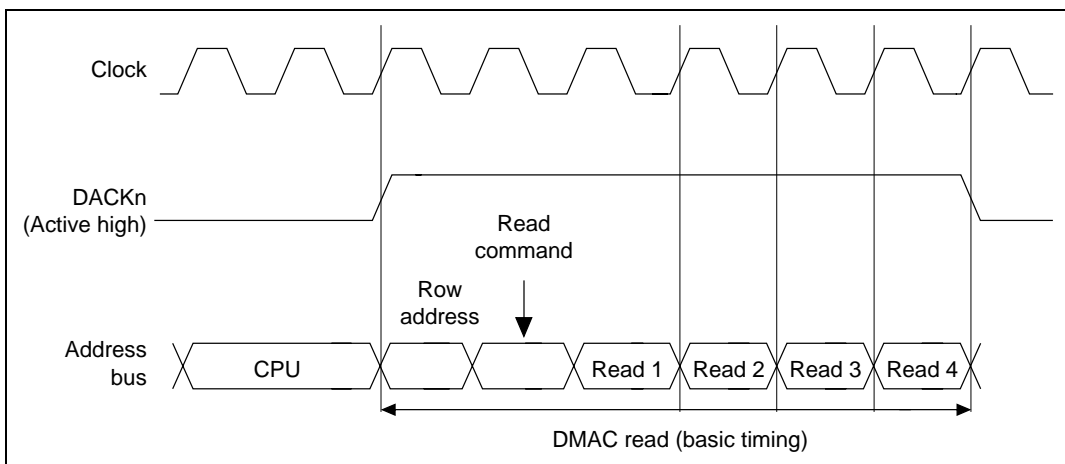 Clock
DACKn
(Active high)
Read
command
Row
address
Address
bus
CPU
Read 1
Read 2
Read 3
Read 4
DMAC read (basic timing)